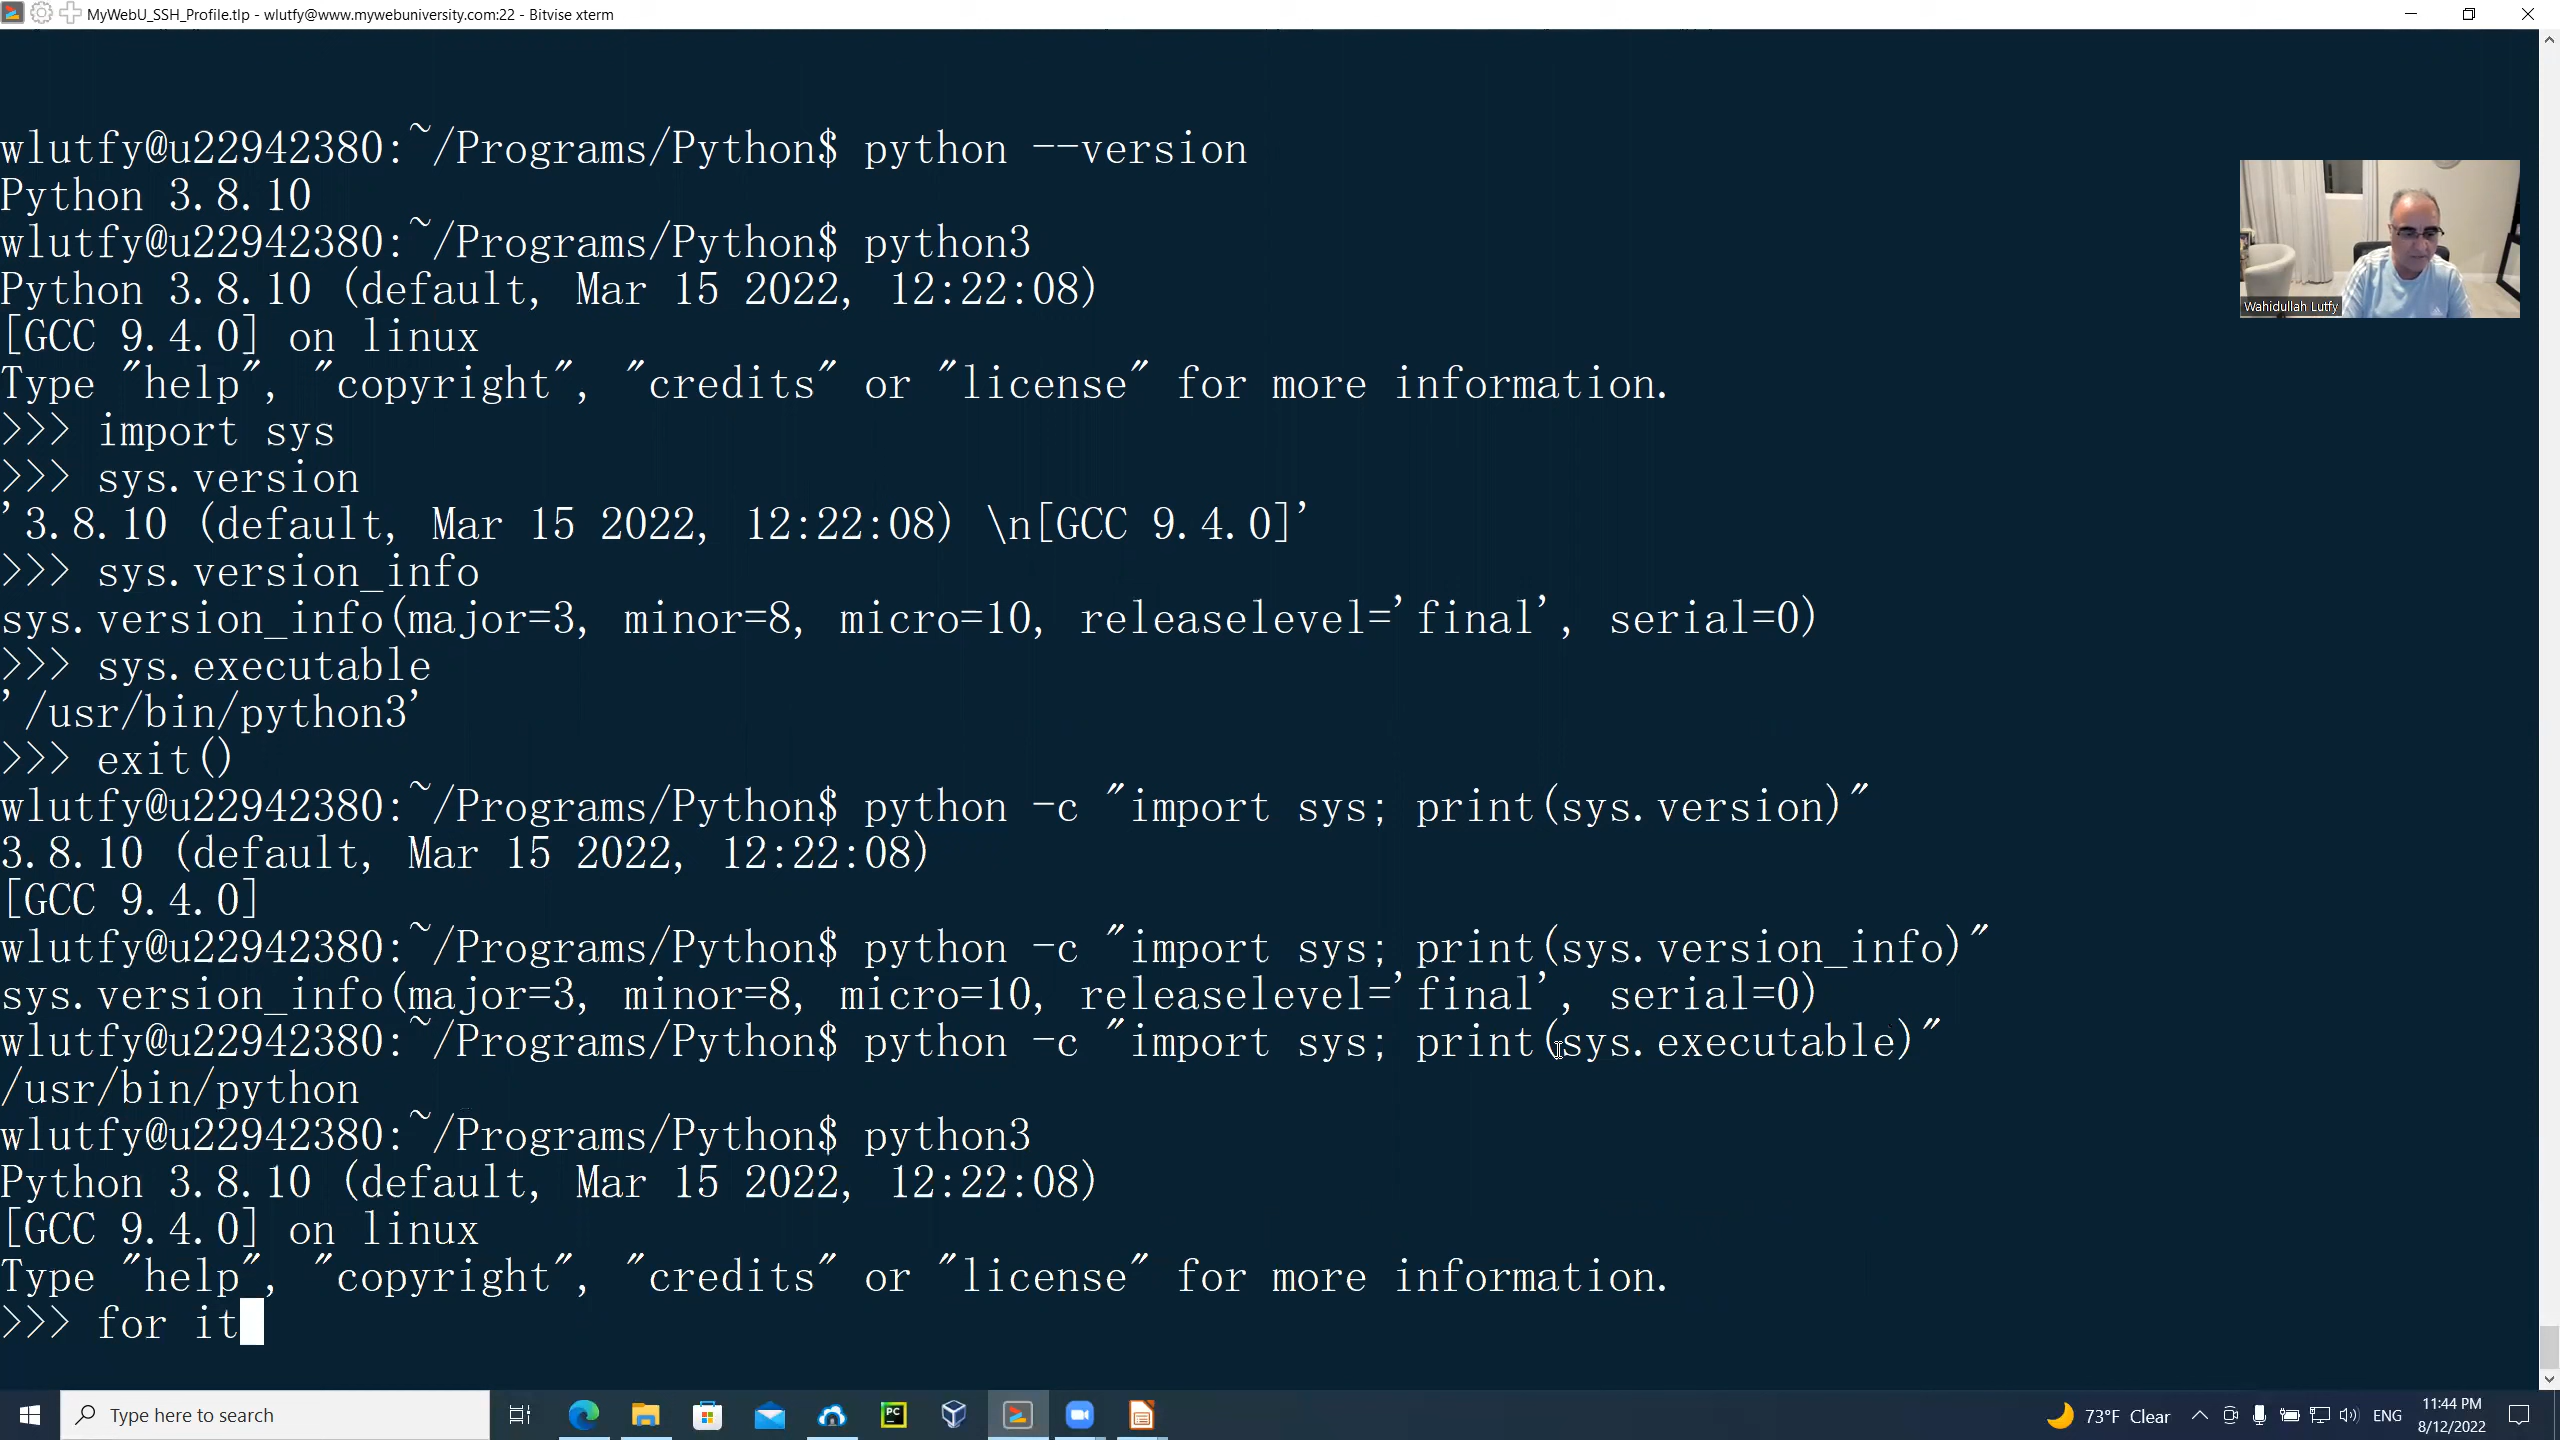 MyWebU_SSH_Profile.tlp - wlutfy@www.mywebuniversity.com:22 - Bitvise xterm
wlutfy@u22942380:~/Programs/Python$ python --version
Python 3.8.10
wlutfy@u22942380:~/Programs/Python$ python3
Python 3.8.10 (default, Mar 15 2022, 12:22:08)
[GCC 9.4.0] on linux
Type "help", "copyright", "credits" or "license" for more information.
>>> import sys
>>> sys.version
'3.8.10 (default, Mar 15 2022, 12:22:08) \n[GCC 9.4.0]'
>>> sys.version_info
sys.version_info(major=3, minor=8, micro=10, releaselevel='final', serial=0)
>>> sys.executable
'/usr/bin/python3'
>>> exit()
wlutfy@u22942380:~/Programs/Python$ python -c "import sys; print(sys.version)"
3.8.10 (default, Mar 15 2022, 12:22:08)
[GCC 9.4.0]
wlutfy@u22942380:~/Programs/Python$ python -c "import sys; print(sys.version_info)"
sys.version_info(major=3, minor=8, micro=10, releaselevel='final', serial=0)
wlutfy@u22942380:~/Programs/Python$ python -c "import sys; print(sys.executable)"
/usr/bin/python
wlutfy@u22942380:~/Programs/Python$ python3
Python 3.8.10 (default, Mar 15 2022, 12:22:08)
[GCC 9.4.0] on linux
Type "help", "copyright", "credits" or "license" for more information.
>>> for it
Wahidullah Lutfy
Type here to search
PC
73°F Clear
ENG
11:44 PM
8/12/2022